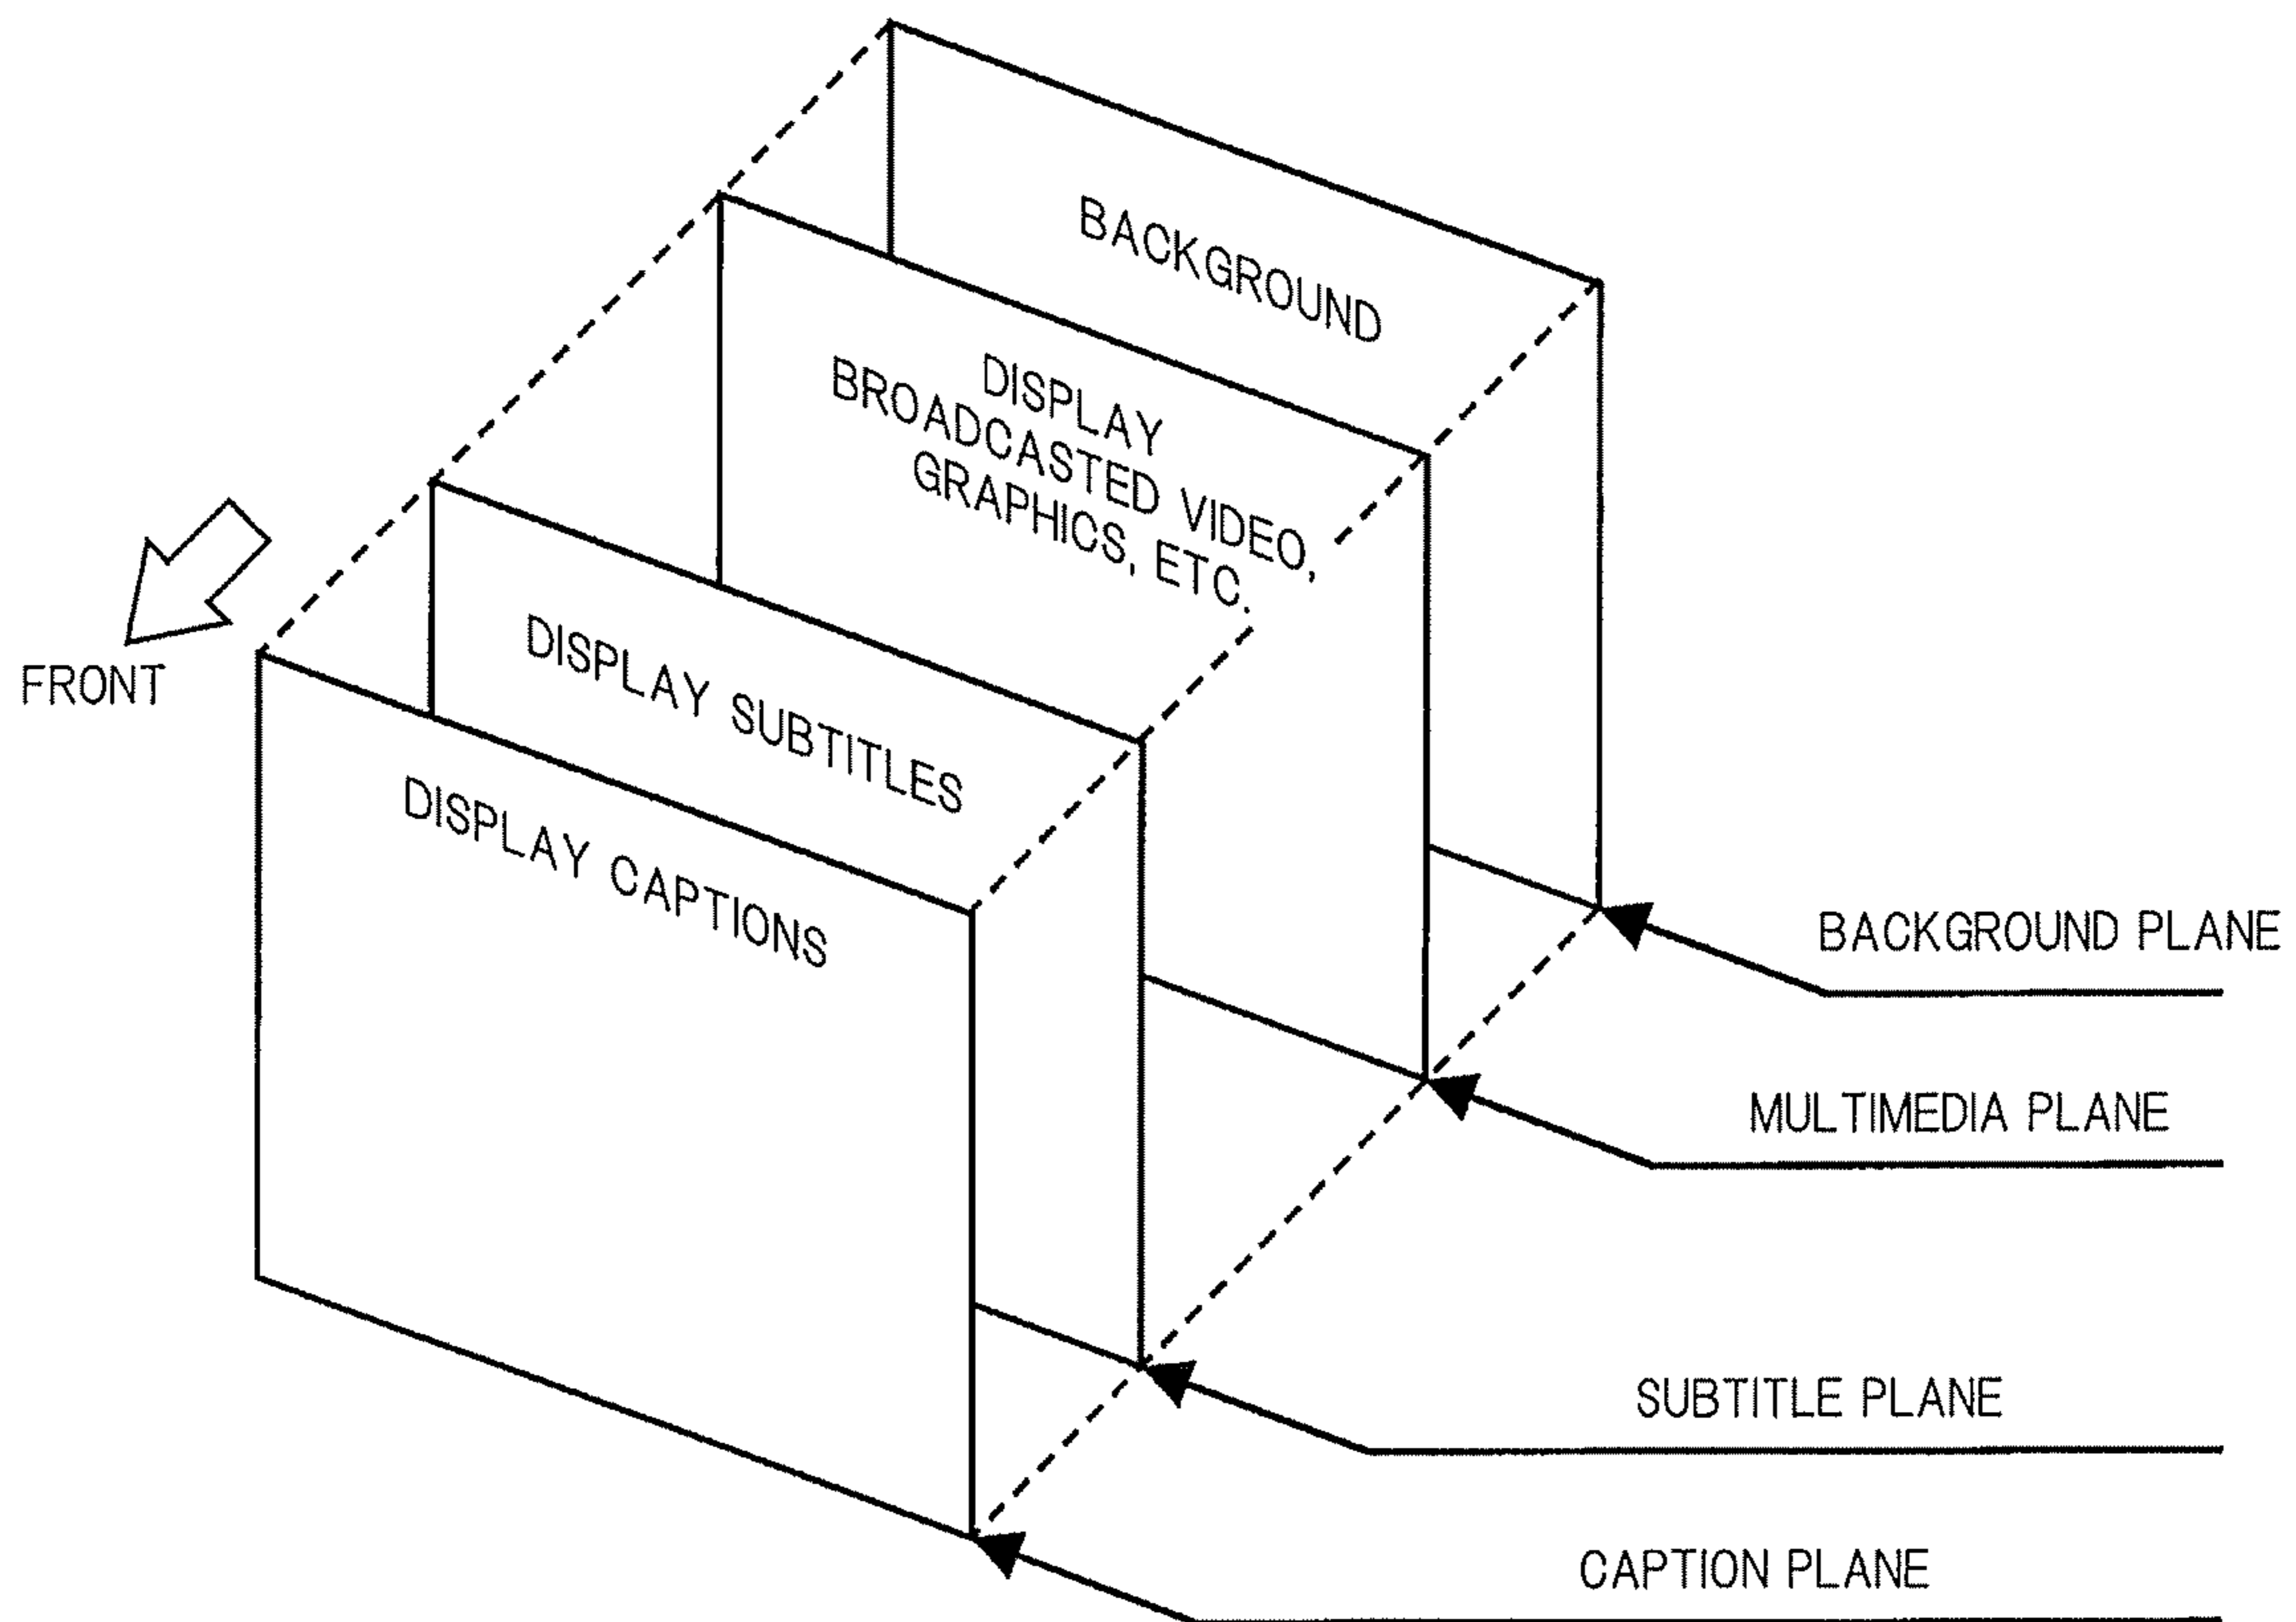 BACKGROUND
DISPLAY
BROADCASTED VIDEO,
GRAPHICS, ETC.
DISPLAY SUBTITLES
DISPLAY CAPTIONS
FRONT
BACKGROUND PLANE
MULTIMEDIA PLANE
SUBTITLE PLANE
CAPTION PLANE